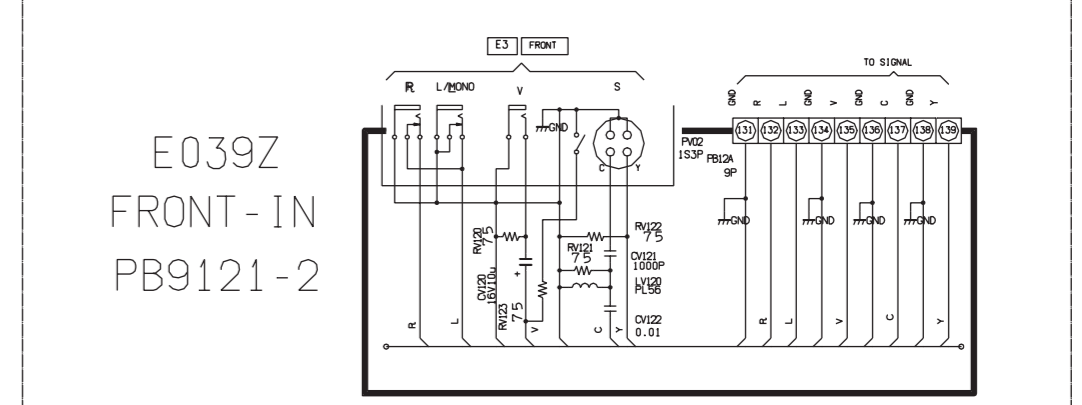 E3 FRONT
TO SIGNAL
R L/MONO V S
GND R L GND V GND C GND Y
GND
131 132 133 134 135 136 137 138 139
PV02
1S3P
PB12A
9P
C Y
E039Z
FRONT-IN
PB9121-2
GND GND GND GND
RV120
75
RV122
75
RV121
75
CV121
1000P
CV120
16V10u
+
LV120
PL56
RV123
75
CV122
0.01
R L V C Y R L V C Y